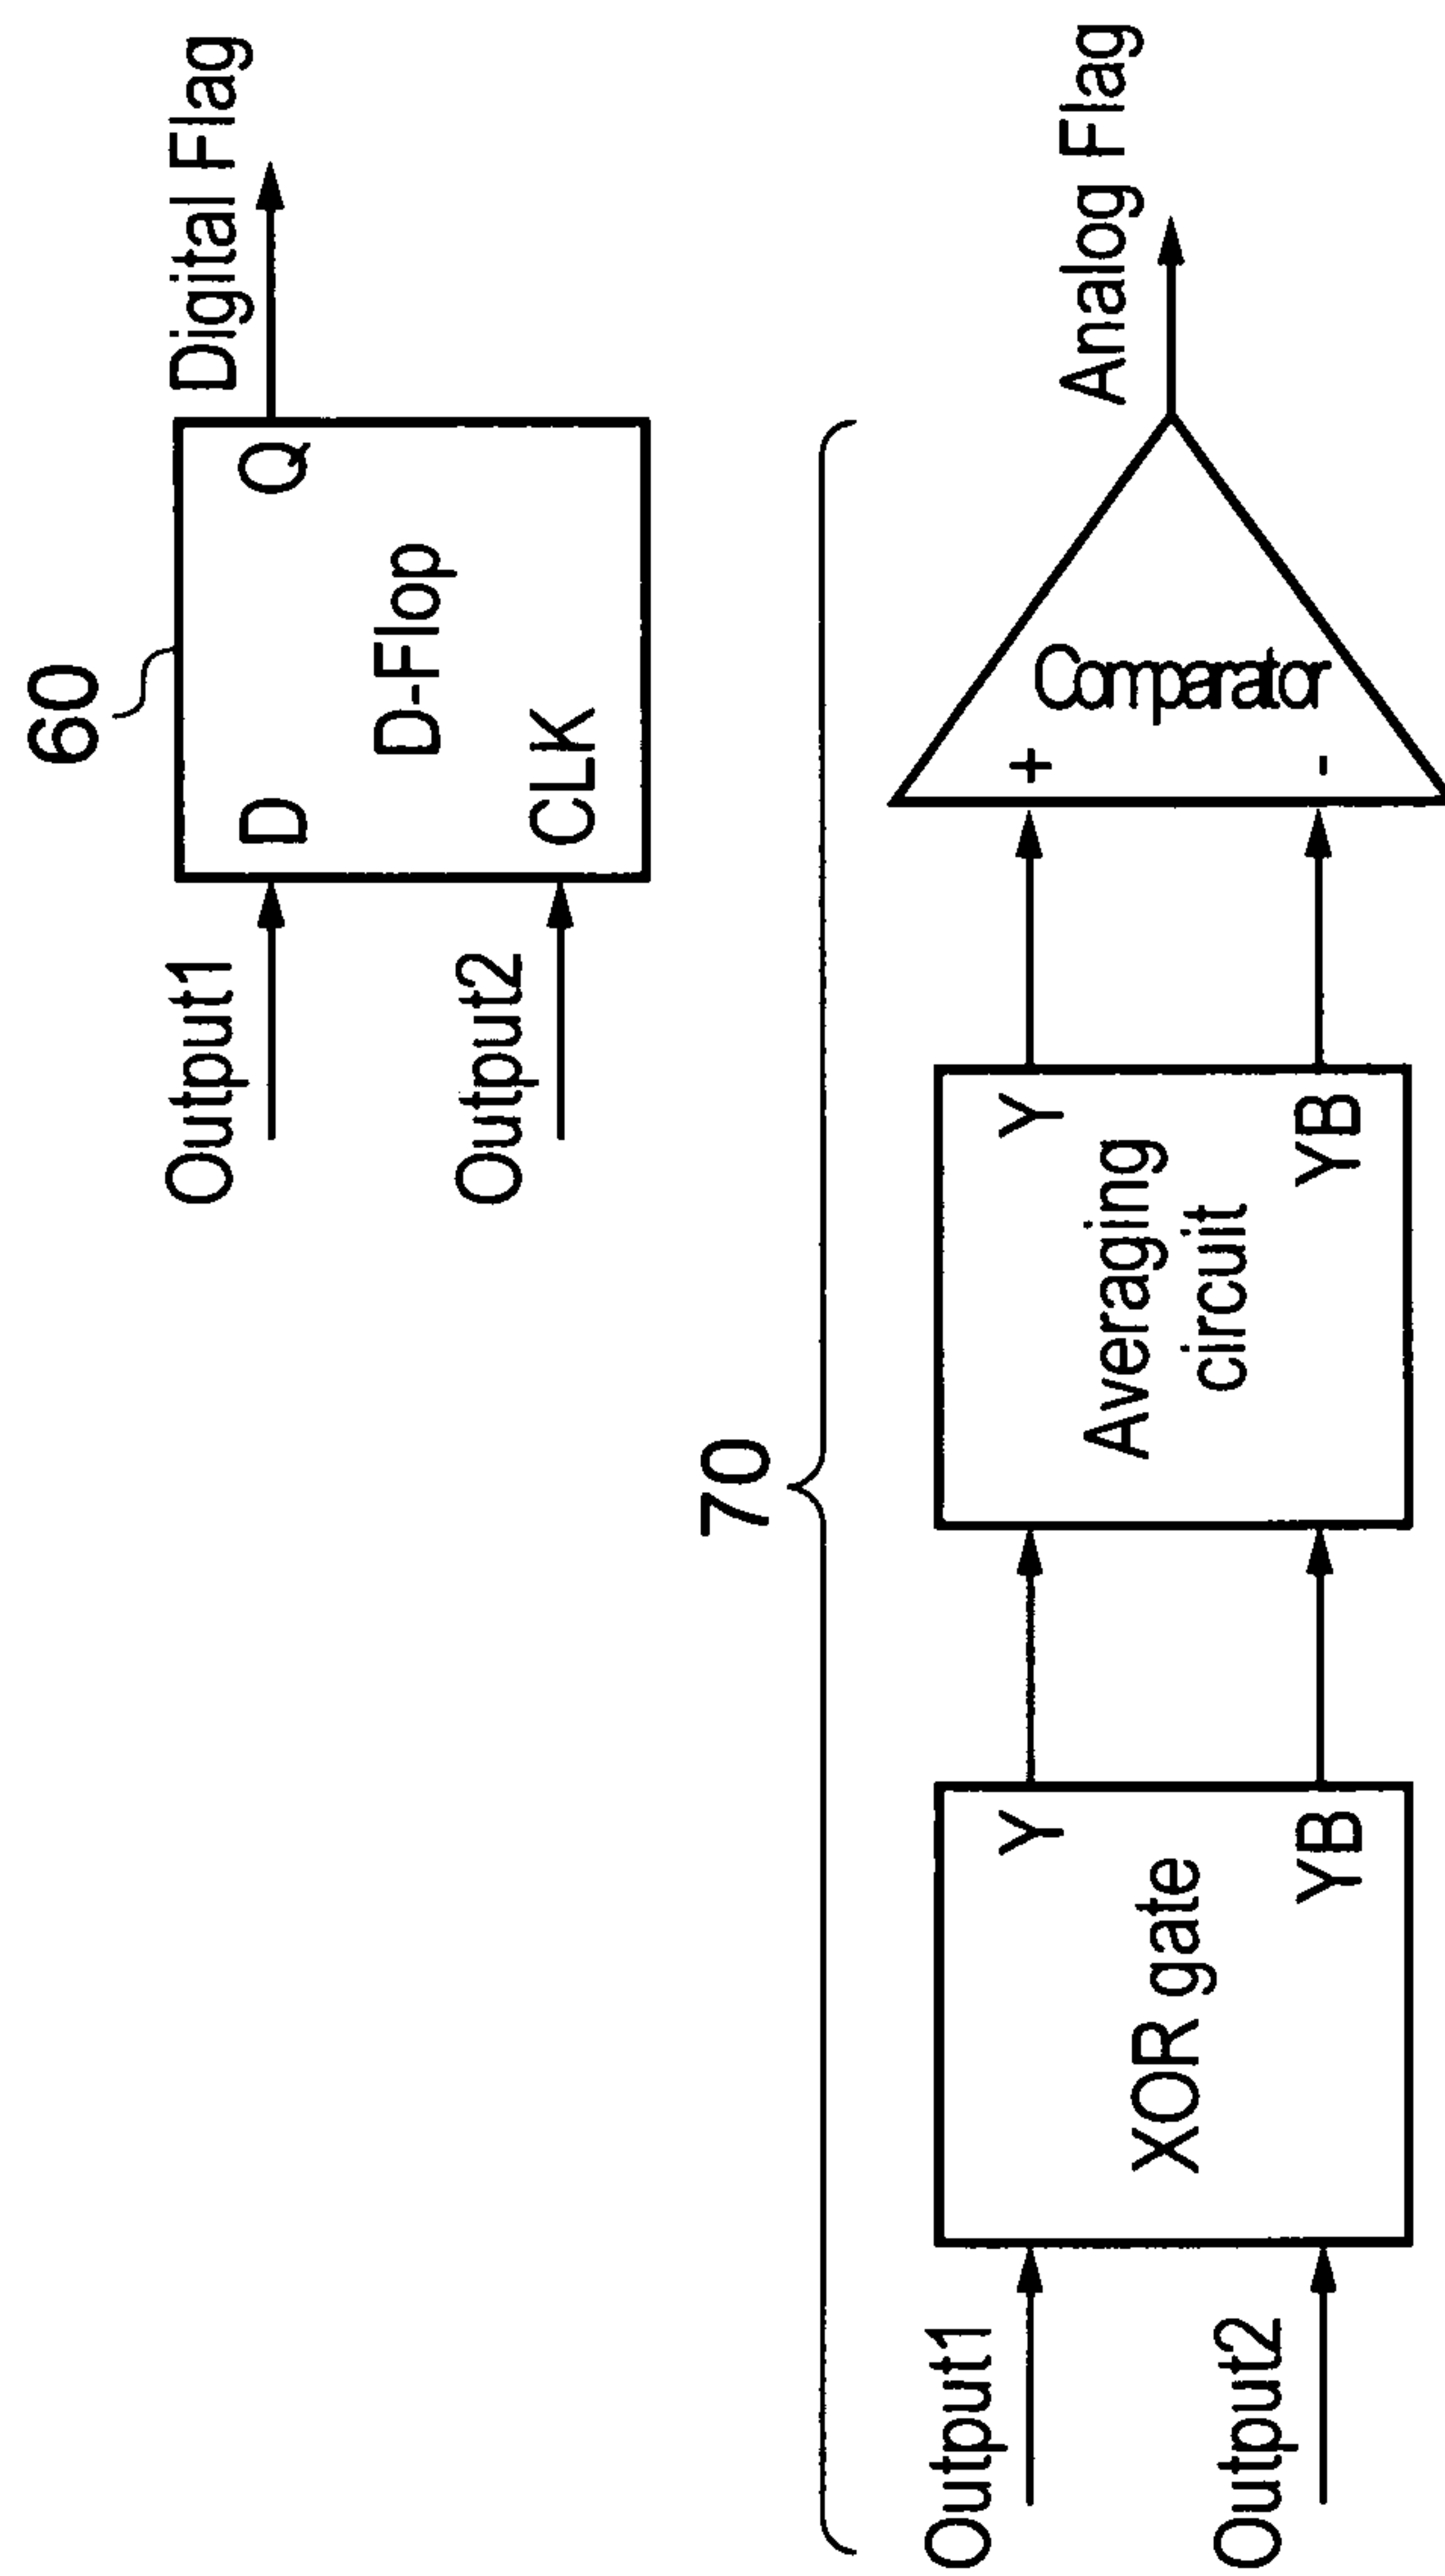 60
Output1
D
Q
Digital Flag
D-Flop
Output2
CLK
70
Output1
Y
Y
+
Analog Flag
XOR gate
Averaging
circuit
Comparator
Output2
YB
YB
-